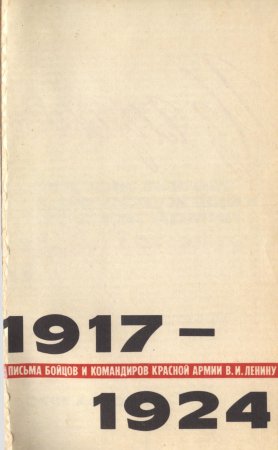 1917–
ПИСЬМА БОЙЦОВ И КОМАНДИРОВ КРАСНОЙ АРМИИ В. И. ЛЕНИНУ
1924